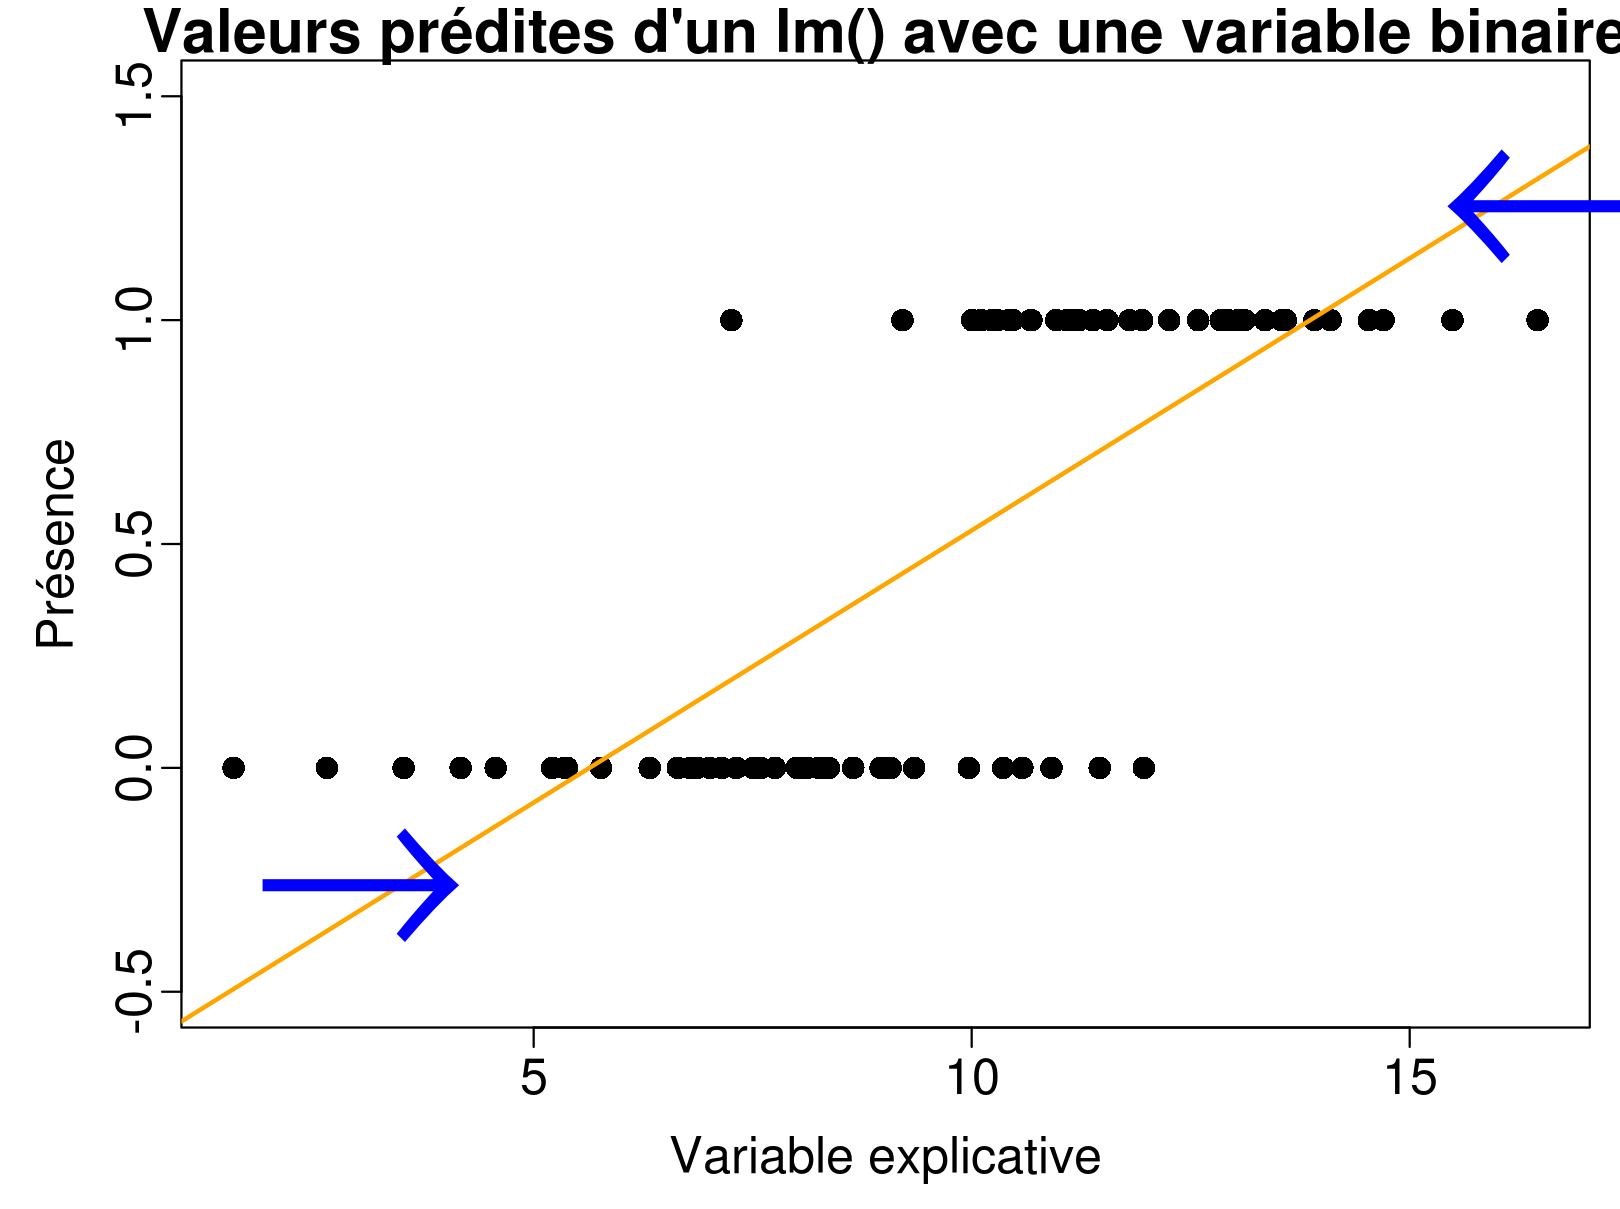 Valeurs prédites d'un lm() avec une variable binaire
1.5
1.0
0.5
0.0
-0.5
Présence
5
10
15
Variable explicative